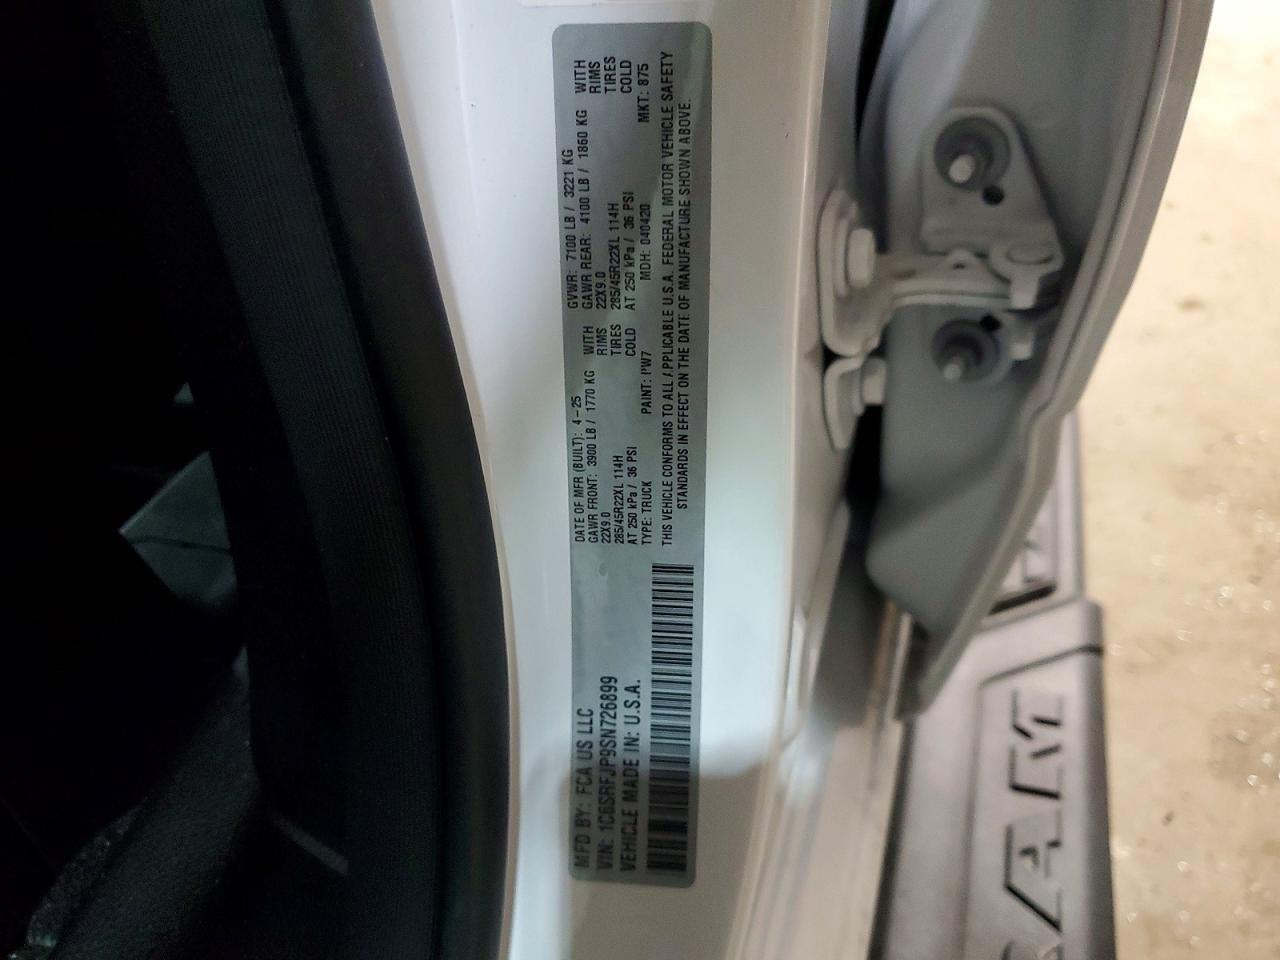 MFD BY: FCA US LLC
VIN: 1C6SRFJP9SN726899
VEHICLE MADE IN: U.S.A.
DATE OF MFR (BUILT): 4-25 GVWR: 7100 LB / 3221 KG
GAWR FRONT: 3900 LB / 1770 KG WITH GAWR REAR: 4100 LB / 1860 KG WITH
22X9.0 RIMS 22X9.0 RIMS
285/45R22XL 114H TIRES 285/45R22XL 114H TIRES
AT 250 kPa / 36 PSI COLD AT 250 kPa / 36 PSI COLD
TYPE: TRUCK PAINT: PW7 MDH: 040420 MKT: 875
THIS VEHICLE CONFORMS TO ALL APPLICABLE U.S.A. FEDERAL MOTOR VEHICLE SAFETY
STANDARDS IN EFFECT ON THE DATE OF MANUFACTURE SHOWN ABOVE.
RAM